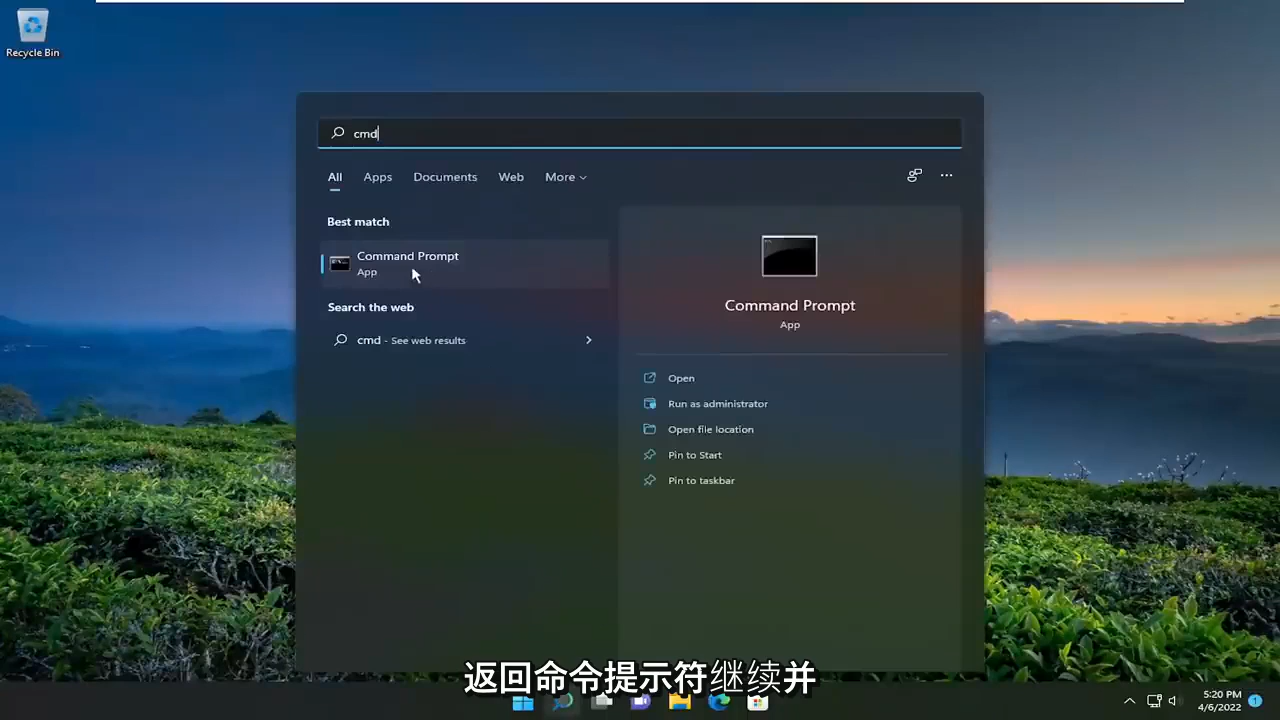 Recycle Bin
cmd
All Apps Documents Web More
Best match
Command Prompt
App
Search the web
cmd - See web results
Command Prompt
App
Open
Run as administrator
Open file location
Pin to Start
Pin to taskbar
返回命令提示符继续并
5:20 PM
4/6/2022
1